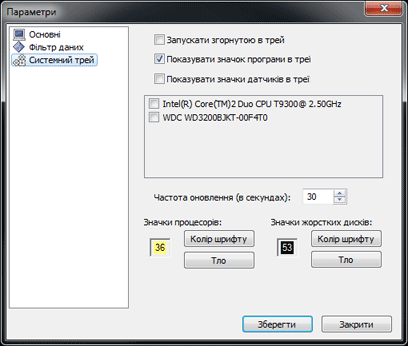 Параметри
Основні
Фільтр даних
Системний трей
Запускати згорнутою в трей
Показувати значок програми в треї
Показувати значки датчиків в треї
Intel(R) Core(TM)2 Duo CPU T9300@ 2.50GHz
WDC WD3200BJKT-00F4T0
Частота оновлення (в секундах): 30
Значки процесорів:
Значки жорстких дисків:
36
Колір шрифту
53
Колір шрифту
Тло
Тло
Зберегти
Закрити